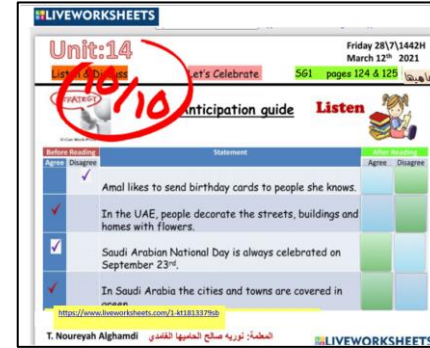 LIVEWORKSHEETS
Unit:14
Friday 28\7\1442H
March 12th 2021
Let's Celebrate
SG1 pages 124 & 125
10/10
STRATEGY
Anticipation guide
Listen
Before Reading
Statement
After Reading
Agree
Disagree
Agree
Disagree
Amal likes to send birthday cards to people she knows.
In the UAE, people decorate the streets, buildings and
homes with flowers.
Saudi Arabian National Day is always celebrated on
September 23rd.
In Saudi Arabia the cities and towns are covered in
green
https://www.liveworksheets.com/1-kt1813379sb
T. Noureyah Alghamdi
المعلمة: نوريه صالح الحاميها الغامدي
LIVEWORKSHEETS